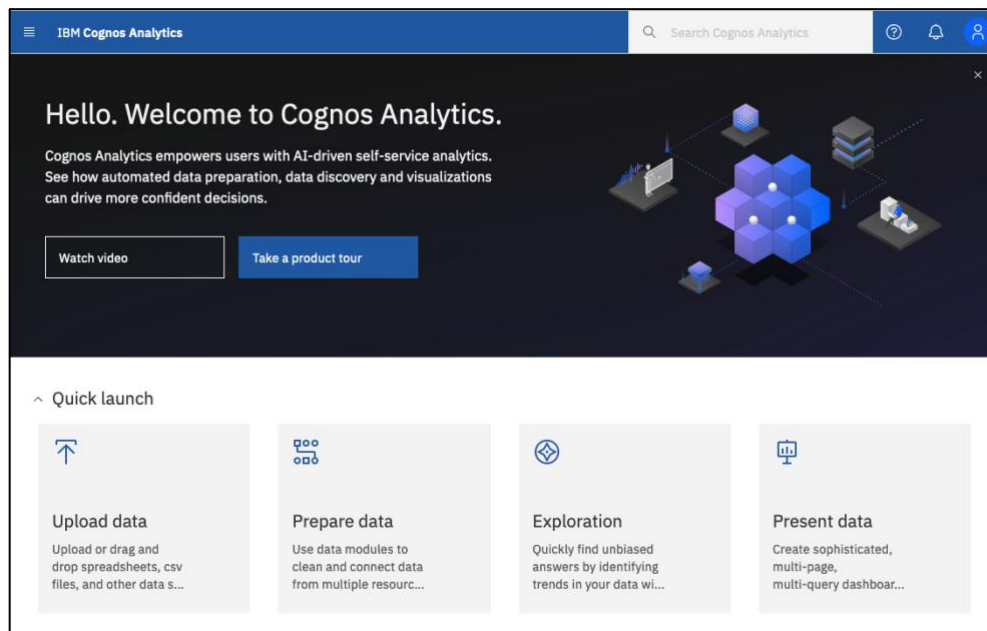 IBM Cognos Analytics
Search Cognos Analytics
Hello. Welcome to Cognos Analytics.
Cognos Analytics empowers users with AI-driven self-service analytics.
See how automated data preparation, data discovery and visualizations
can drive more confident decisions.
Watch video
Take a product tour
Quick launch
Upload data
Upload or drag and
drop spreadsheets, csv
files, and other data s...
Prepare data
Use data modules to
clean and connect data
from multiple resourc...
Exploration
Quickly find unbiased
answers by identifying
trends in your data wi...
Present data
Create sophisticated,
multi-page,
multi-query dashboar...